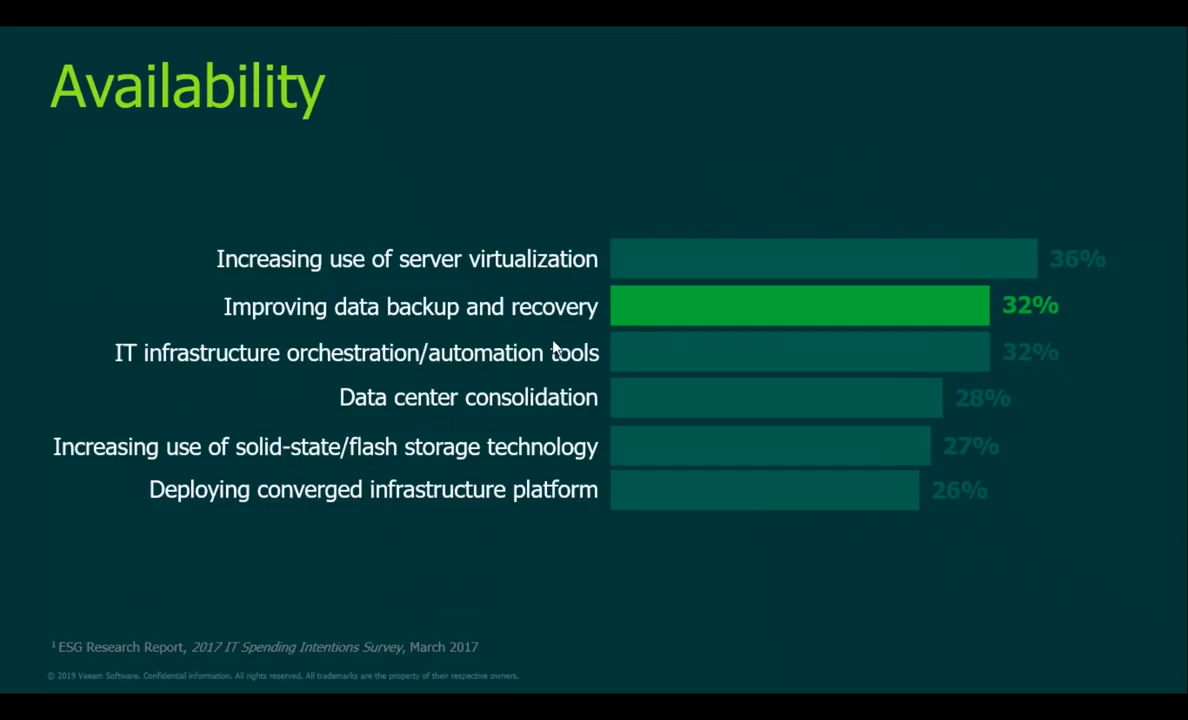 Availability
Increasing use of server virtualization 36%
Improving data backup and recovery 32%
IT infrastructure orchestration/automation tools 32%
Data center consolidation 28%
Increasing use of solid-state/flash storage technology 27%
Deploying converged infrastructure platform 26%
¹ ESG Research Report, 2017 IT Spending Intentions Survey, March 2017
© 2019 Veeam Software. Confidential information. All rights reserved. All trademarks are the property of their respective owners.